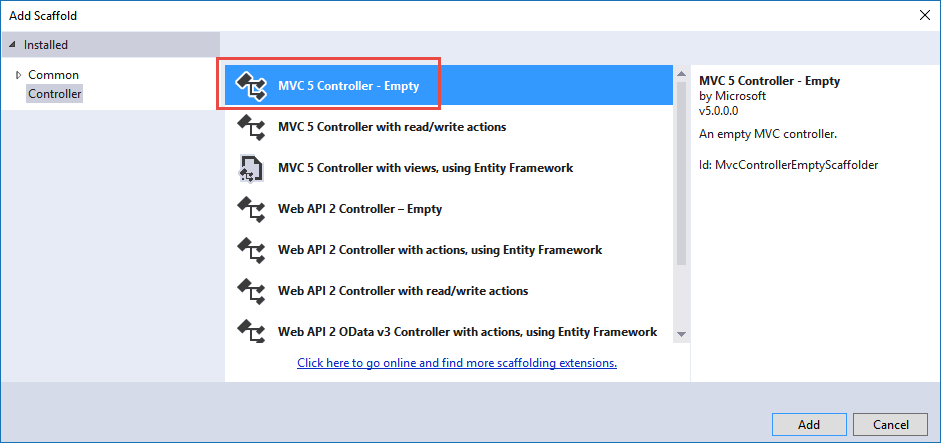 Add Scaffold
Installed
Common
Controller
MVC 5 Controller - Empty
MVC 5 Controller with read/write actions
MVC 5 Controller with views, using Entity Framework
Web API 2 Controller – Empty
Web API 2 Controller with actions, using Entity Framework
Web API 2 Controller with read/write actions
Web API 2 OData v3 Controller with actions, using Entity Framework
Click here to go online and find more scaffolding extensions.
MVC 5 Controller - Empty
by Microsoft
v5.0.0.0
An empty MVC controller.
Id: MvcControllerEmptyScaffolder
Add
Cancel